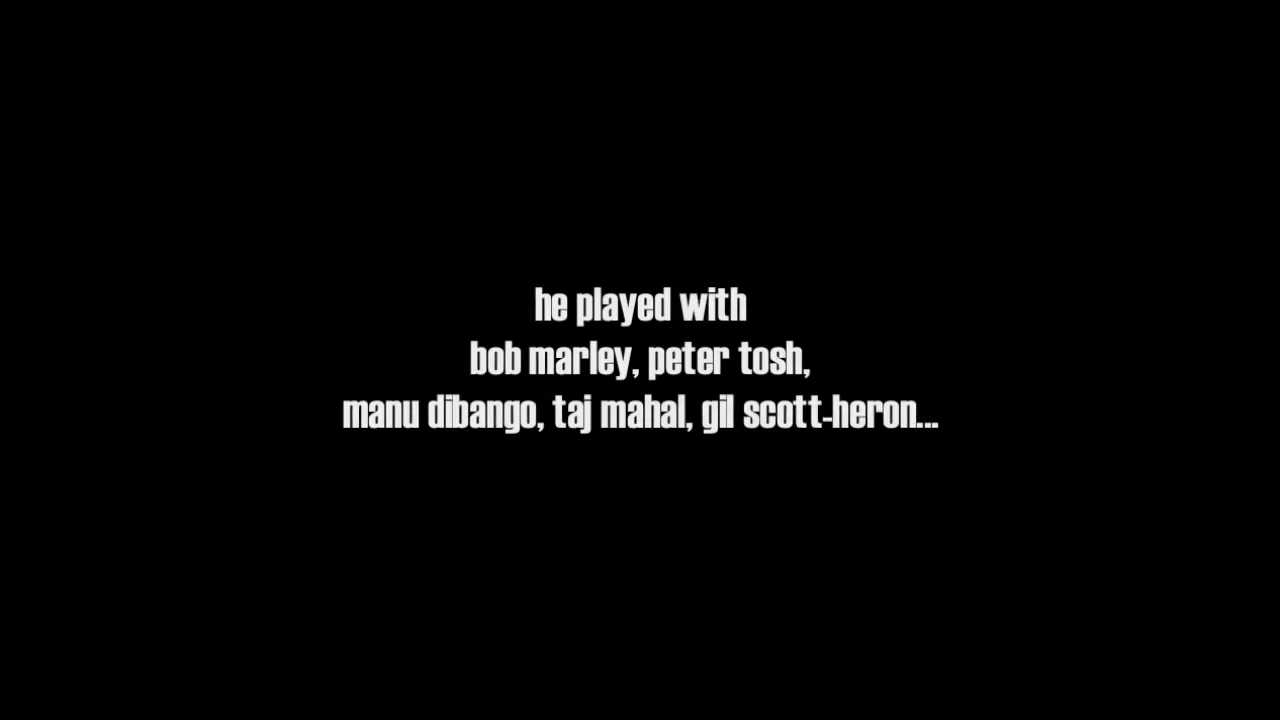 he played with
bob marley, peter tosh,
manu dibango, taj mahal, gil scott-heron...